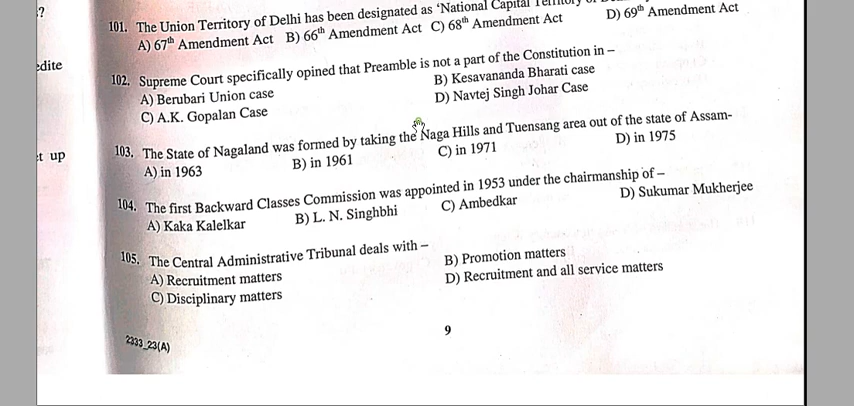 ?
101. The Union Territory of Delhi has been designated as 'National Capital Territory of
A) 67th Amendment Act B) 66th Amendment Act C) 68th Amendment Act D) 69th Amendment Act
edite
102. Supreme Court specifically opined that Preamble is not a part of the Constitution in –
A) Berubari Union case B) Kesavananda Bharati case
C) A.K. Gopalan Case D) Navtej Singh Johar Case
et up
103. The State of Nagaland was formed by taking the Naga Hills and Tuensang area out of the state of Assam-
A) in 1963 B) in 1961 C) in 1971 D) in 1975
104. The first Backward Classes Commission was appointed in 1953 under the chairmanship of –
A) Kaka Kalelkar B) L. N. Singhbhi C) Ambedkar D) Sukumar Mukherjee
105. The Central Administrative Tribunal deals with –
A) Recruitment matters B) Promotion matters
C) Disciplinary matters D) Recruitment and all service matters
9
2333_23(A)